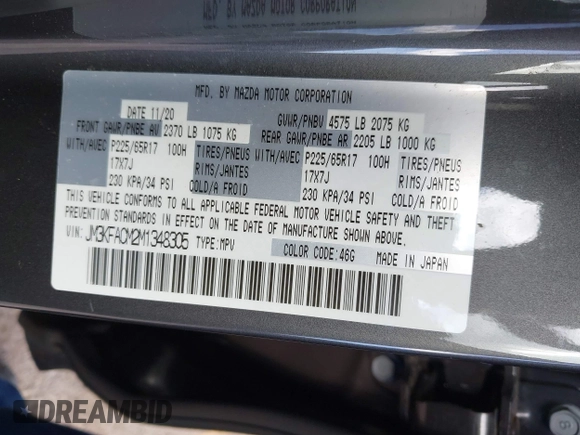 MFD. BY MAZDA MOTOR CORPORATION
DATE 11/20 GVWR/PNBV 4575 LB 2075 KG
FRONT GAWR/PNBE AV 2370 LB 1075 KG REAR GAWR/PNBE AR 2205 LB 1000 KG
WITH/AVEC P225/65R17 100H TIRES/PNEUS WITH/AVEC P225/65R17 100H TIRES/PNEUS
17X7J RIMS/JANTES 17X7J RIMS/JANTES
230 KPA/34 PSI COLD/A FROID 230 KPA/34 PSI COLD/A FROID
THIS VEHICLE CONFORMS TO ALL APPLICABLE FEDERAL MOTOR VEHICLE SAFETY AND THEFT
PREVENTION STANDARDS IN EFFECT ON THE DATE OF MANUFACTURE SHOWN ABOVE.
VIN: JM3KFACM2M1348305 TYPE:MPV COLOR CODE:46G MADE IN JAPAN
DREAMBID